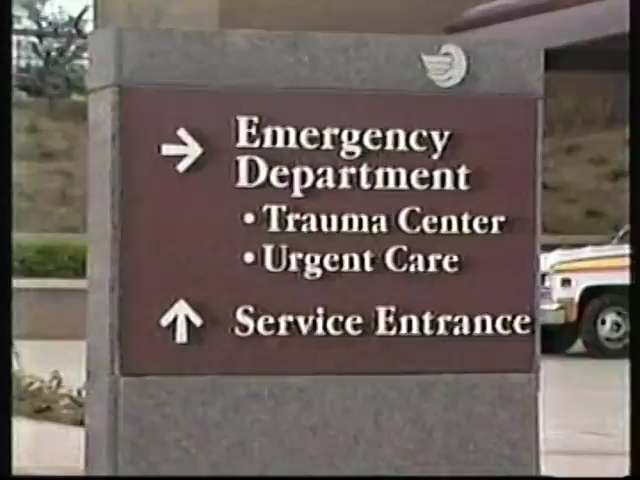 Emergency
Department
• Trauma Center
• Urgent Care
Service Entrance